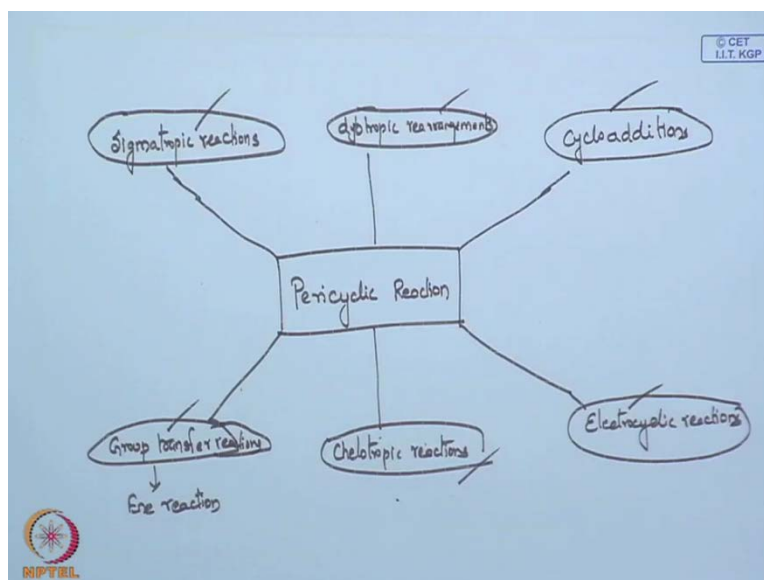 © CET
I.I.T. KGP
Sigmatropic reactions
dyotropic rearrangements
Cycloadditions
Pericyclic Reaction
Group transfer reactions
Chelotropic reactions
Electrocyclic reactions
Ene reaction
NPTEL